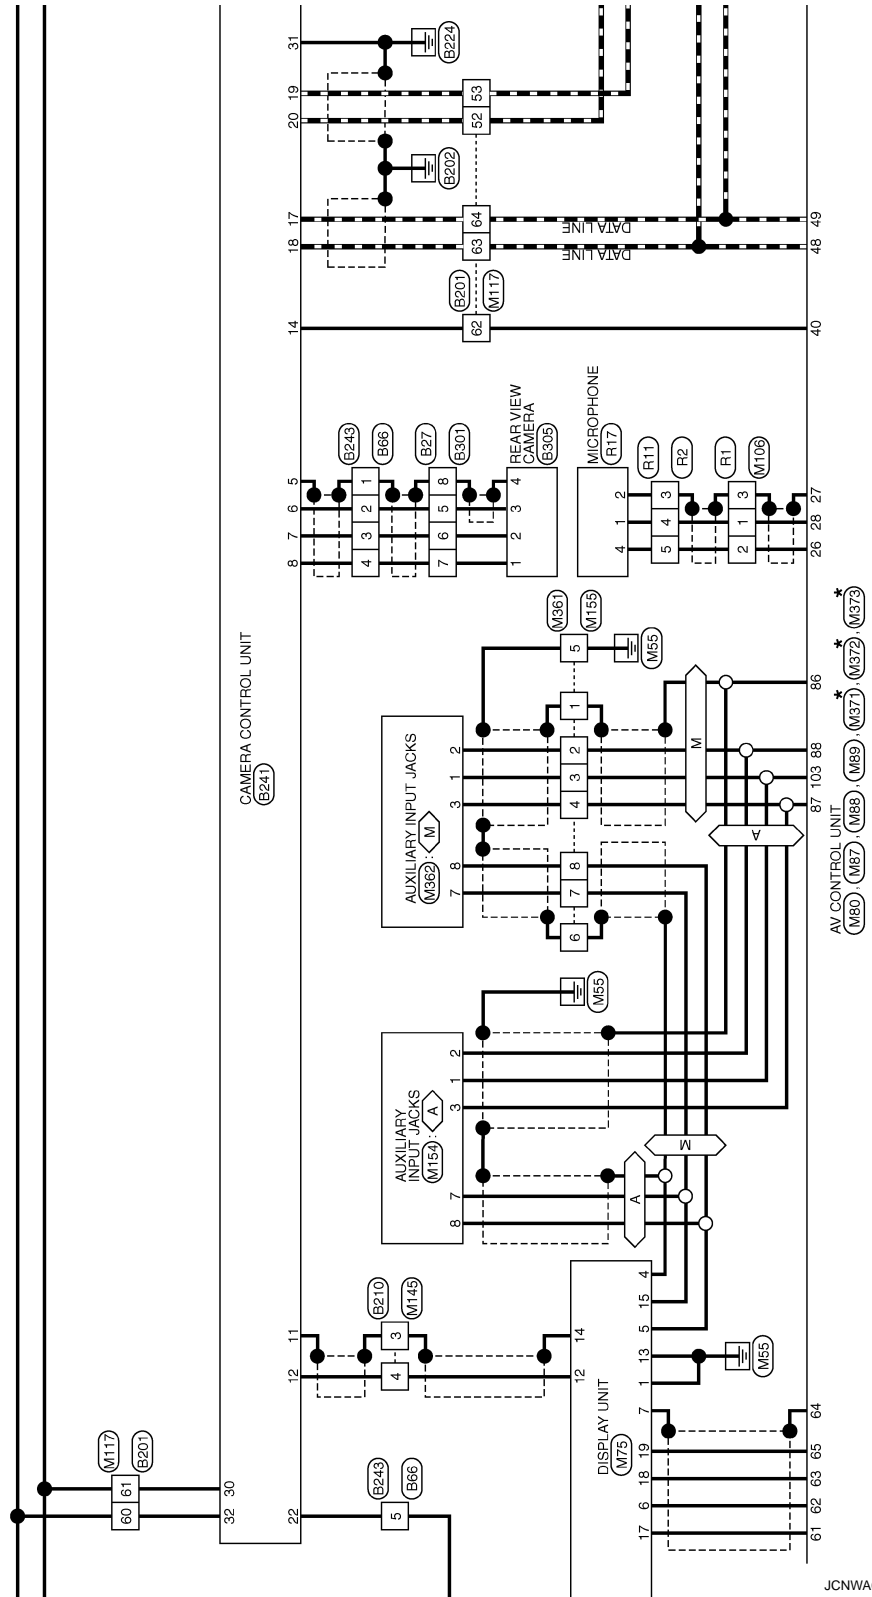 M117
B201
60 61
32 30
CAMERA CONTROL UNIT
B241
22
12 11
8 7 6 5
14
18 17
20 19
31
B243
B66
5
B210
M145
4 3
12 14
DISPLAY UNIT
M75
17 6 18 19 7 1 13 5 15 4
M55
61 62 63 65 64
AUXILIARY
INPUT JACKS
M154 : A
8 7 3 1 2
M55
A
M
AUXILIARY INPUT JACKS
M362 : M
7 8 3 1 2
6 7 8 4 3 2 1 5
M361
M155
M55
M
A
87 103 88 86
B243
B66
4 3 2 1
B27
B301
7 6 5 8
1 2 3 4
REAR VIEW
CAMERA
B305
MICROPHONE
R17
4 1 2
R11
R2
5 4 3
R1
M106
2 1 3
26 28 27
62
B201
M117
63 64
52 53
B202
B224
DATA LINE
DATA LINE
40
48 49
AV CONTROL UNIT
M80 , M87 , M88 , M89 , M371 , * M372 , * M373 *
JCNWA